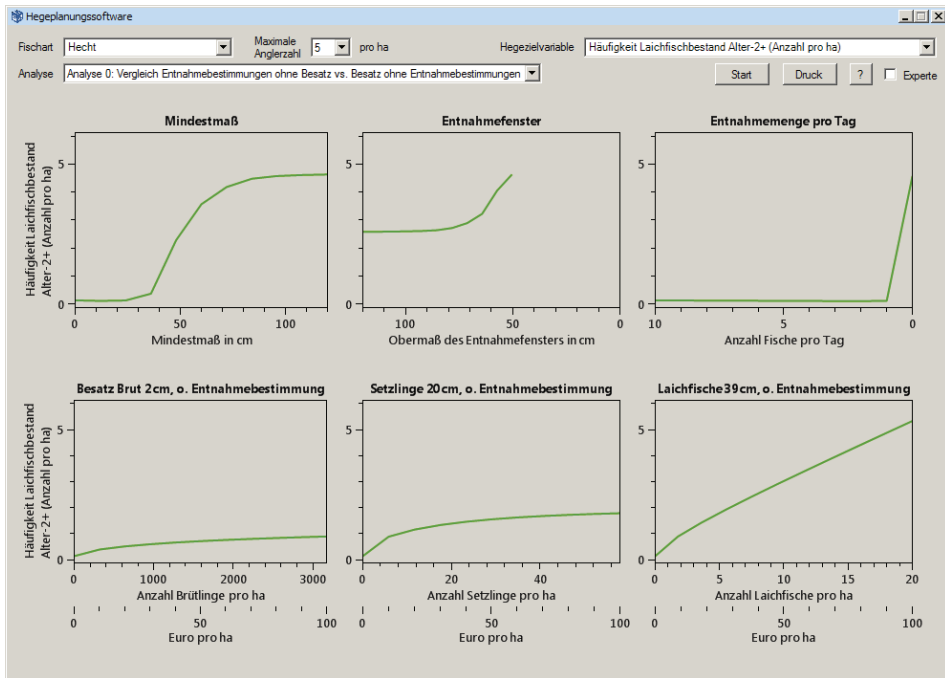 Hegeplanungssoftware
Fischart Hecht Maximale Anglerzahl 5 pro ha Hegezielvariable Häufigkeit Laichfischbestand Alter-2+ (Anzahl pro ha)
Analyse Analyse 0: Vergleich Entnahmebestimmungen ohne Besatz vs. Besatz ohne Entnahmebestimmungen Start Druck ? Experte
Mindestmaß
Häufigkeit Laichfischbestand
Alter-2+ (Anzahl pro ha)
5
0
0 50 100
Mindestmaß in cm
Entnahmefenster
5
0
100 50 0
Obermaß des Entnahmefensters in cm
Entnahmemenge pro Tag
5
0
10 5 0
Anzahl Fische pro Tag
Besatz Brut 2cm, o. Entnahmebestimmung
Häufigkeit Laichfischbestand
Alter-2+ (Anzahl pro ha)
5
0
0 1000 2000 3000
Anzahl Brütlinge pro ha
0 50 100
Euro pro ha
Setzlinge 20cm, o. Entnahmebestimmung
5
0
0 20 40
Anzahl Setzlinge pro ha
0 50 100
Euro pro ha
Laichfische 39cm, o. Entnahmebestimmung
5
0
0 5 10 15 20
Anzahl Laichfische pro ha
0 50 100
Euro pro ha